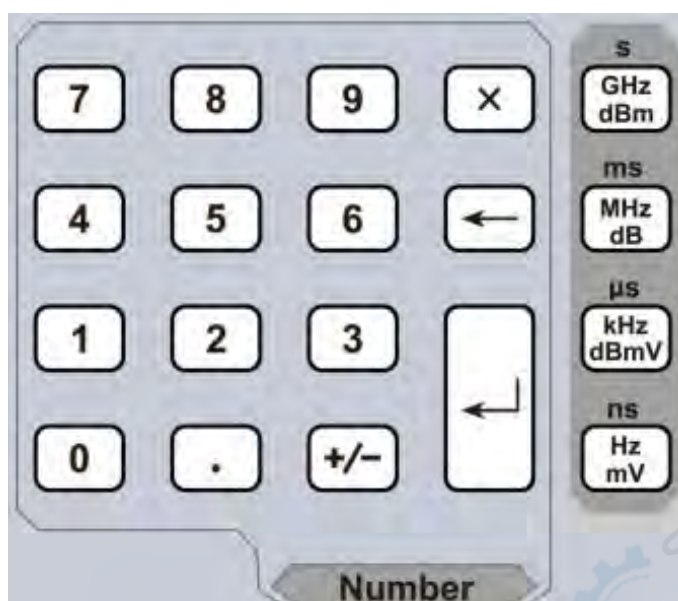 s
7 8 9 × GHz
dBm
ms
4 5 6 ← MHz
dB
µs
1 2 3 ↵ kHz
dBmV
ns
0 . +/− Hz
mV
Number